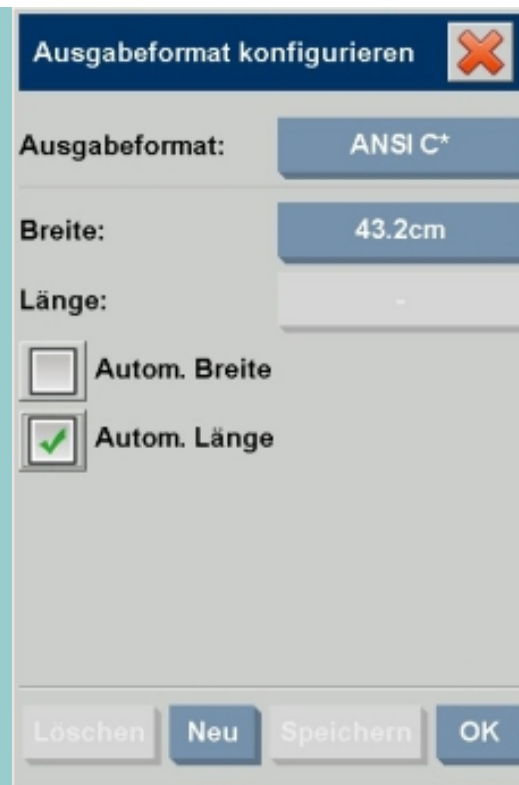 Ausgabeformat konfigurieren
Ausgabeformat: ANSI C*
Breite: 43.2cm
Länge: -
Autom. Breite
Autom. Länge
Löschen Neu Speichern OK